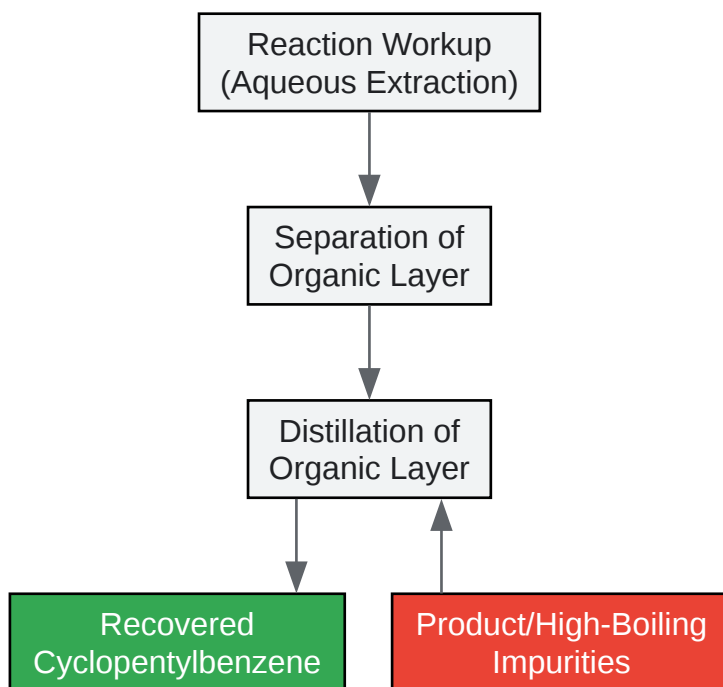 Reaction Workup
(Aqueous Extraction)
Separation of
Organic Layer
Distillation of
Organic Layer
Recovered
Cyclopentylbenzene
Product/High-Boiling
Impurities